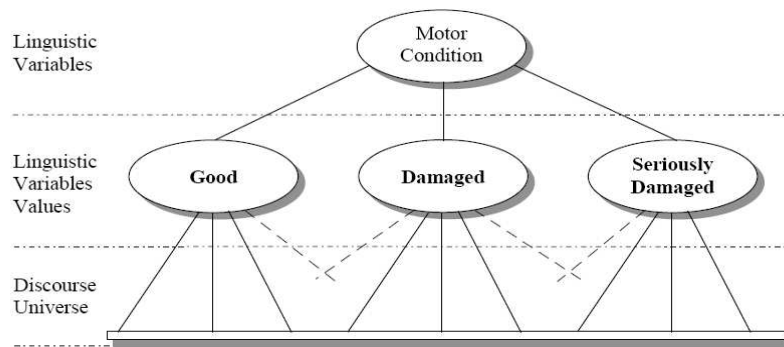 Linguistic
Variables
Motor
Condition
Linguistic
Variables
Values
Good
Damaged
Seriously
Damaged
Discourse
Universe